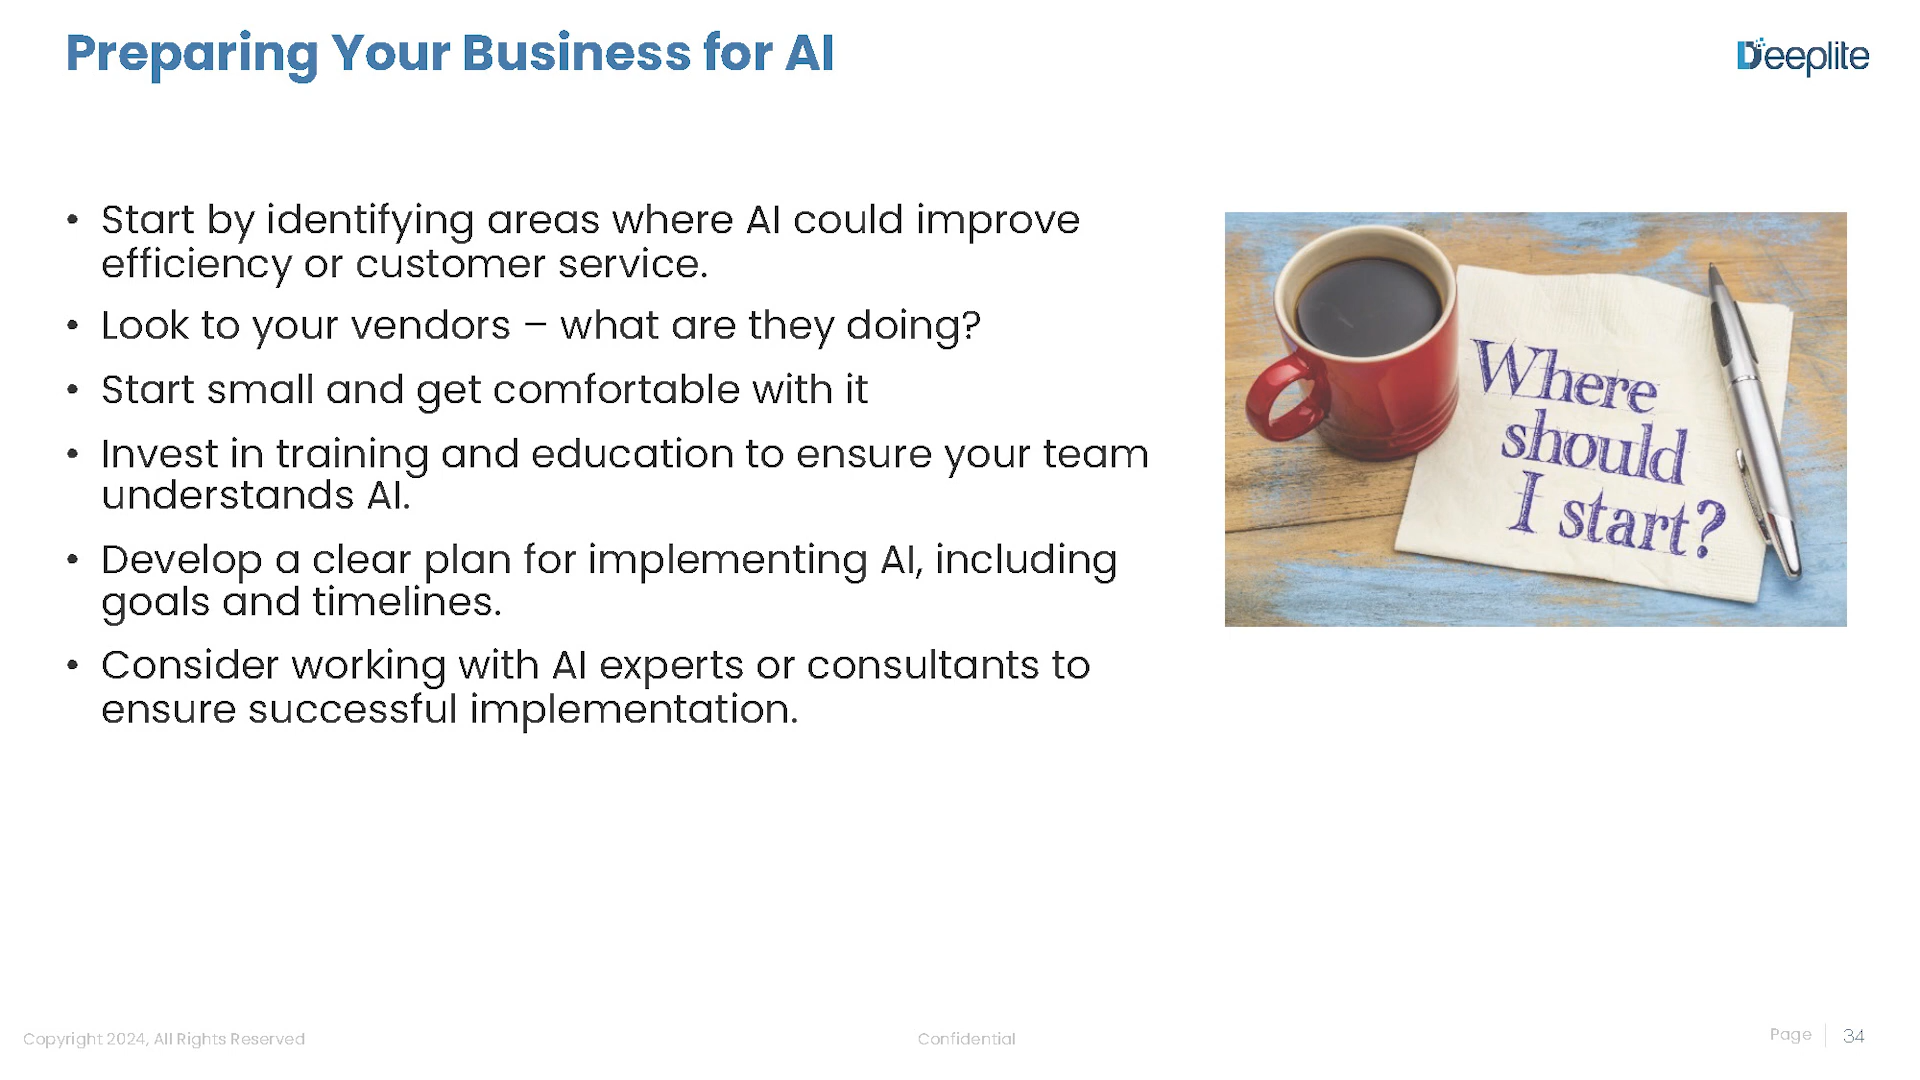 Preparing Your Business for AI
Deeplite
• Start by identifying areas where AI could improve
efficiency or customer service.
• Look to your vendors – what are they doing?
• Start small and get comfortable with it
• Invest in training and education to ensure your team
understands AI.
• Develop a clear plan for implementing AI, including
goals and timelines.
• Consider working with AI experts or consultants to
ensure successful implementation.
Where
should
I start?
Copyright 2024, All Rights Reserved
Confidential
Page 34